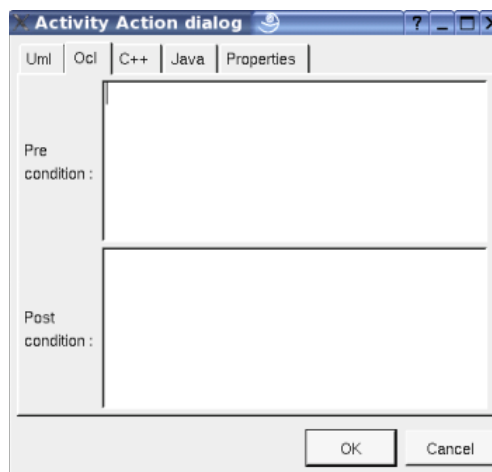 Activity Action dialog
Uml Ocl C++ Java Properties
Pre
condition :
Post
condition :
OK Cancel